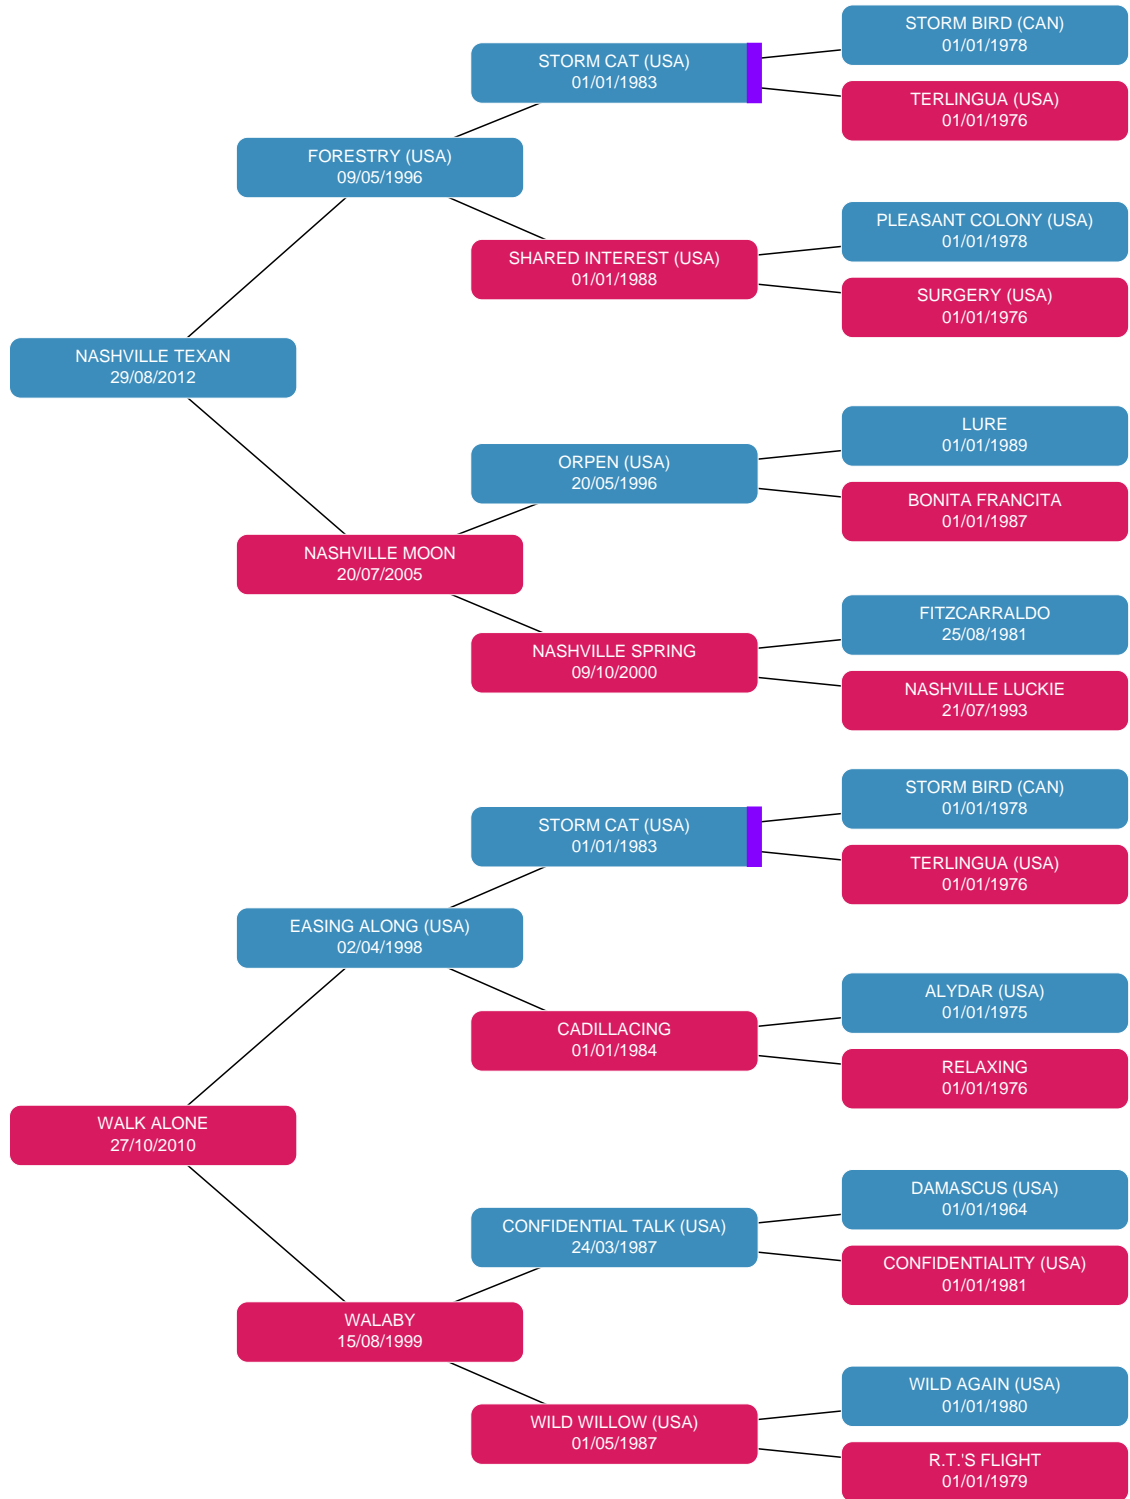 STORM BIRD (CAN)
01/01/1978
STORM CAT (USA)
01/01/1983
TERLINGUA (USA)
01/01/1976
FORESTRY (USA)
09/05/1996
PLEASANT COLONY (USA)
01/01/1978
SHARED INTEREST (USA)
01/01/1988
SURGERY (USA)
01/01/1976
NASHVILLE TEXAN
29/08/2012
LURE
01/01/1989
ORPEN (USA)
20/05/1996
BONITA FRANCITA
01/01/1987
NASHVILLE MOON
20/07/2005
FITZCARRALDO
25/08/1981
NASHVILLE SPRING
09/10/2000
NASHVILLE LUCKIE
21/07/1993
STORM BIRD (CAN)
01/01/1978
STORM CAT (USA)
01/01/1983
TERLINGUA (USA)
01/01/1976
EASING ALONG (USA)
02/04/1998
ALYDAR (USA)
01/01/1975
CADILLACING
01/01/1984
RELAXING
01/01/1976
WALK ALONE
27/10/2010
DAMASCUS (USA)
01/01/1964
CONFIDENTIAL TALK (USA)
24/03/1987
CONFIDENTIALITY (USA)
01/01/1981
WALABY
15/08/1999
WILD AGAIN (USA)
01/01/1980
WILD WILLOW (USA)
01/05/1987
R.T.'S FLIGHT
01/01/1979